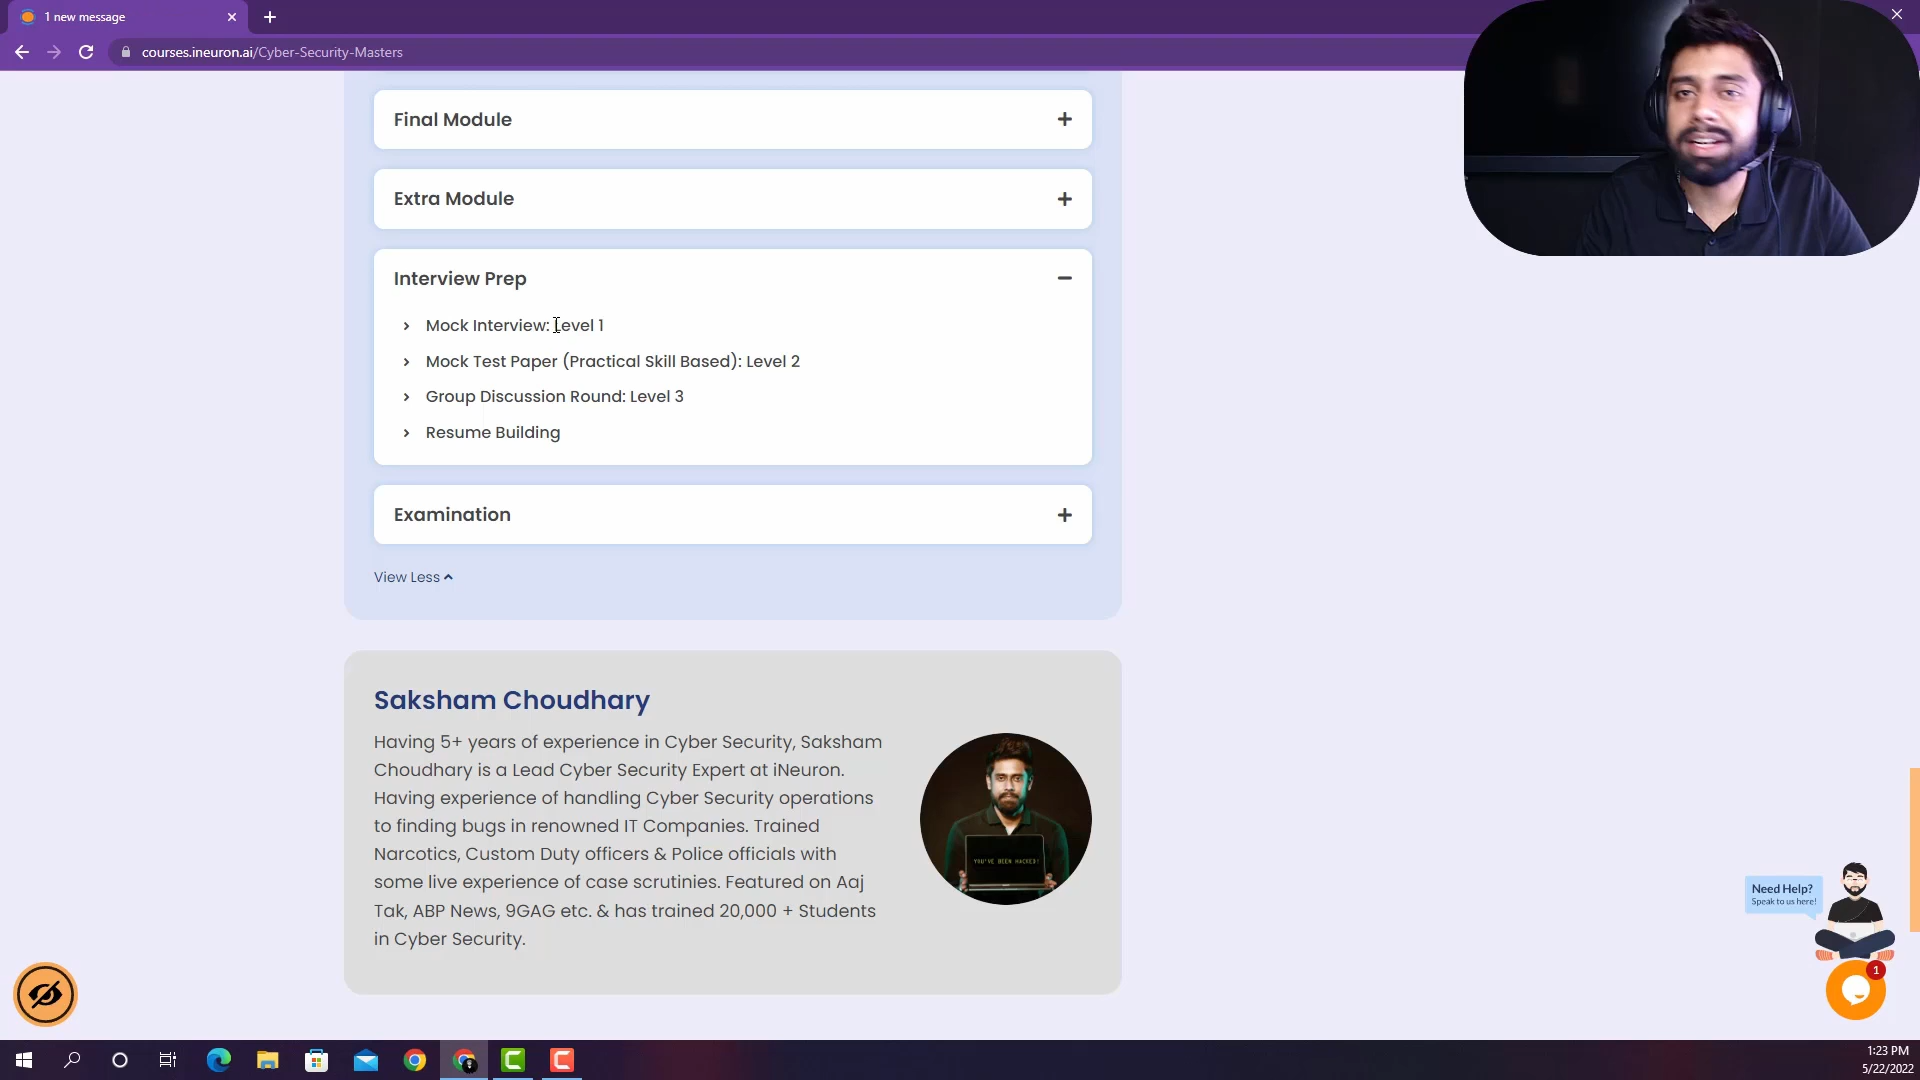 1 new message
courses.ineuron.ai/Cyber-Security-Masters
Final Module
Extra Module
Interview Prep
Mock Interview: Level 1
Mock Test Paper (Practical Skill Based): Level 2
Group Discussion Round: Level 3
Resume Building
Examination
View Less
Saksham Choudhary
Having 5+ years of experience in Cyber Security, Saksham
Choudhary is a Lead Cyber Security Expert at iNeuron.
Having experience of handling Cyber Security operations
to finding bugs in renowned IT Companies. Trained
Narcotics, Custom Duty officers & Police officials with
some live experience of case scrutinies. Featured on Aaj
Tak, ABP News, 9GAG etc. & has trained 20,000 + Students
in Cyber Security.
YOU'VE BEEN HACKED!
Need Help?
Speak to us here!
1
1:23 PM
5/22/2022